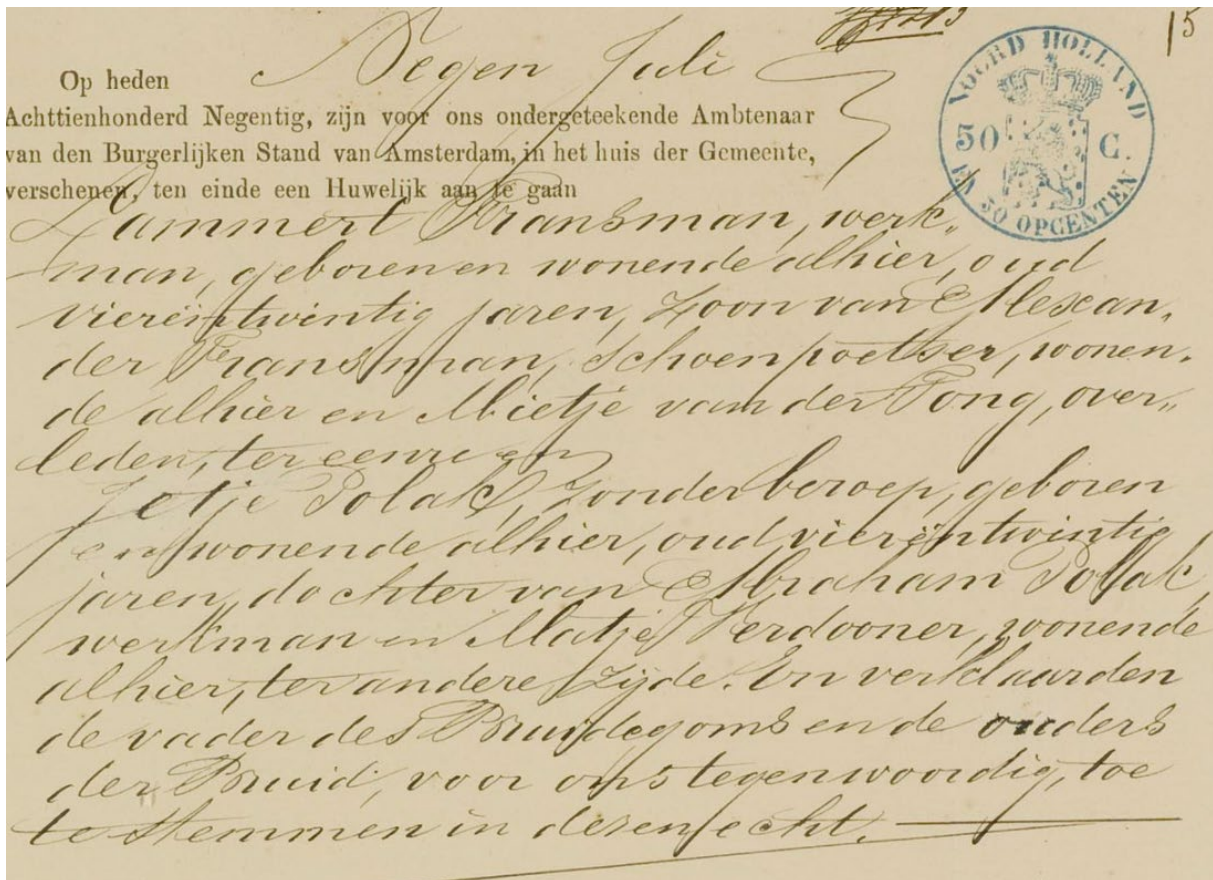 15
Op heden Negen Juli
Achttienhonderd Negentig, zijn voor ons ondergeteekende Ambtenaar
van den Burgerlijken Stand van Amsterdam, in het huis der Gemeente,
verschenen, ten einde een Huwelijk aan te gaan
NOORD HOLLAND
50 C.
EN 50 OPCENTEN
Lammert Fransman, werk„
man, geboren en wonende alhier, oud
vierëntwintig jaren, Zoon van Alexan„
der Fransman, Schoenpoetser, wonen„
de alhier en Mietje van der Tong, over„
leden, ter eenre en
Jetje Polak, Zonder beroep, geboren
en wonende alhier, oud vierëntwintig
jaren, dochter van Abraham Polak,
werkman en Matje Verdooner, wonende
alhier, ter andere Zijde. En verklaarden
de vader des Bruidegoms en de ouders
der Bruid, voor ons tegenwoordig, toe
te stemmen in dezen echt.